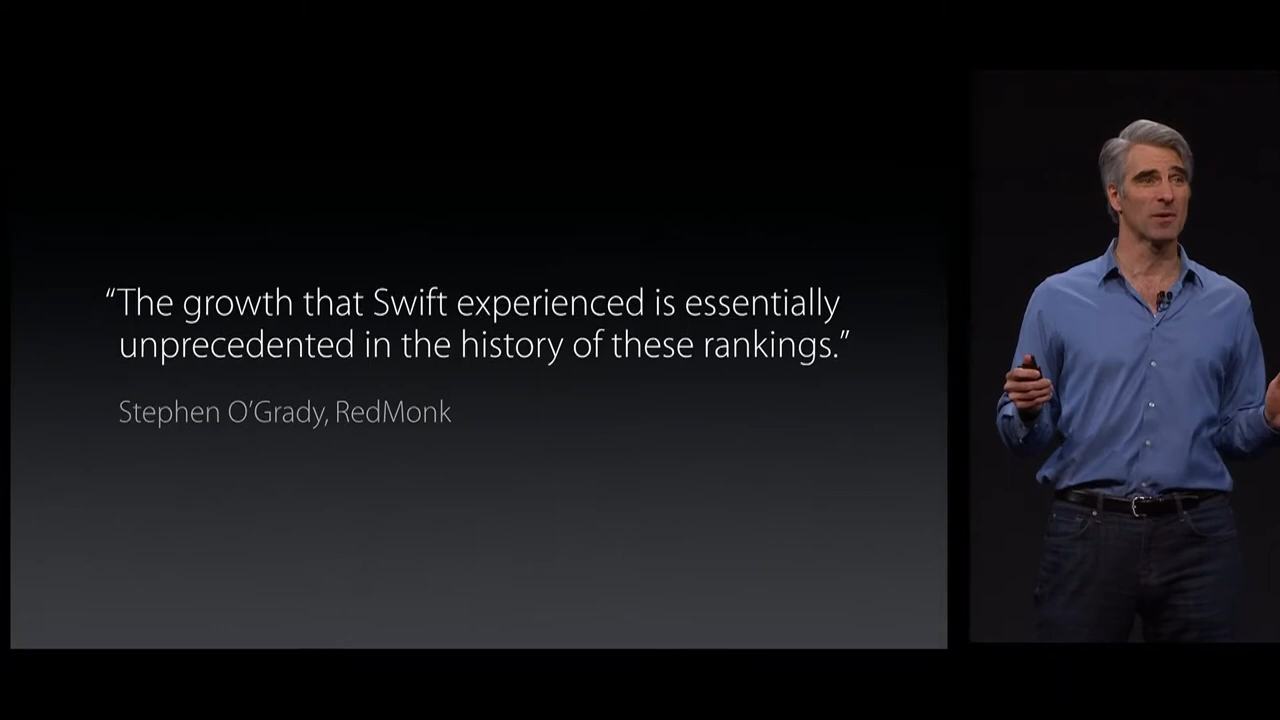 “The growth that Swift experienced is essentially
unprecedented in the history of these rankings.”
Stephen O’Grady, RedMonk